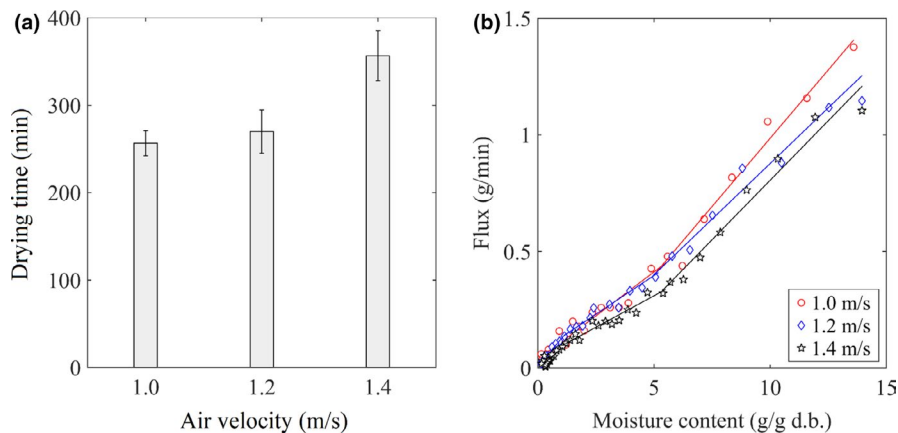 (a)
400
300
200
100
0
Drying time (min)
1.0
1.2
1.4
Air velocity (m/s)
(b)
1.5
1
0.5
0
Flux (g/min)
0
5
10
15
Moisture content (g/g d.b.)
1.0 m/s
1.2 m/s
1.4 m/s